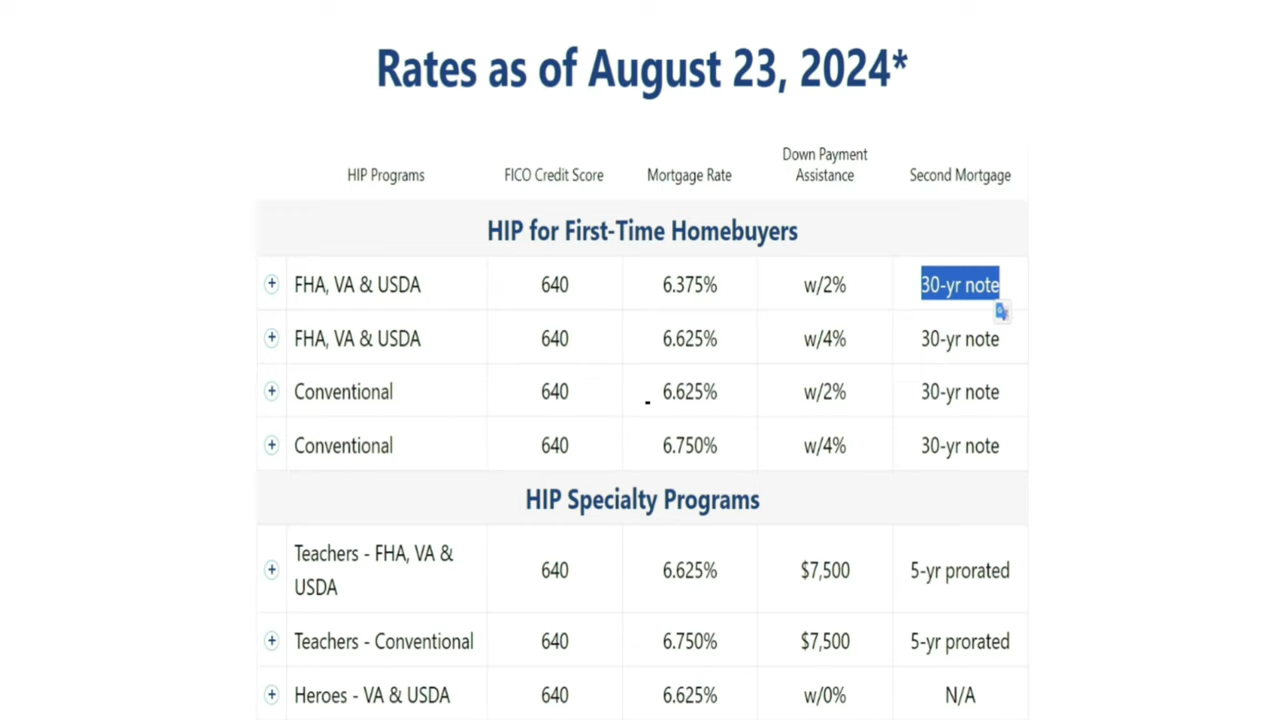 Rates as of August 23, 2024*
HIP Programs FICO Credit Score Mortgage Rate Down Payment Assistance Second Mortgage
HIP for First-Time Homebuyers
FHA, VA & USDA 640 6.375% w/2% 30-yr note
FHA, VA & USDA 640 6.625% w/4% 30-yr note
Conventional 640 6.625% w/2% 30-yr note
Conventional 640 6.750% w/4% 30-yr note
HIP Specialty Programs
Teachers - FHA, VA & USDA 640 6.625% $7,500 5-yr prorated
Teachers - Conventional 640 6.750% $7,500 5-yr prorated
Heroes - VA & USDA 640 6.625% w/0% N/A